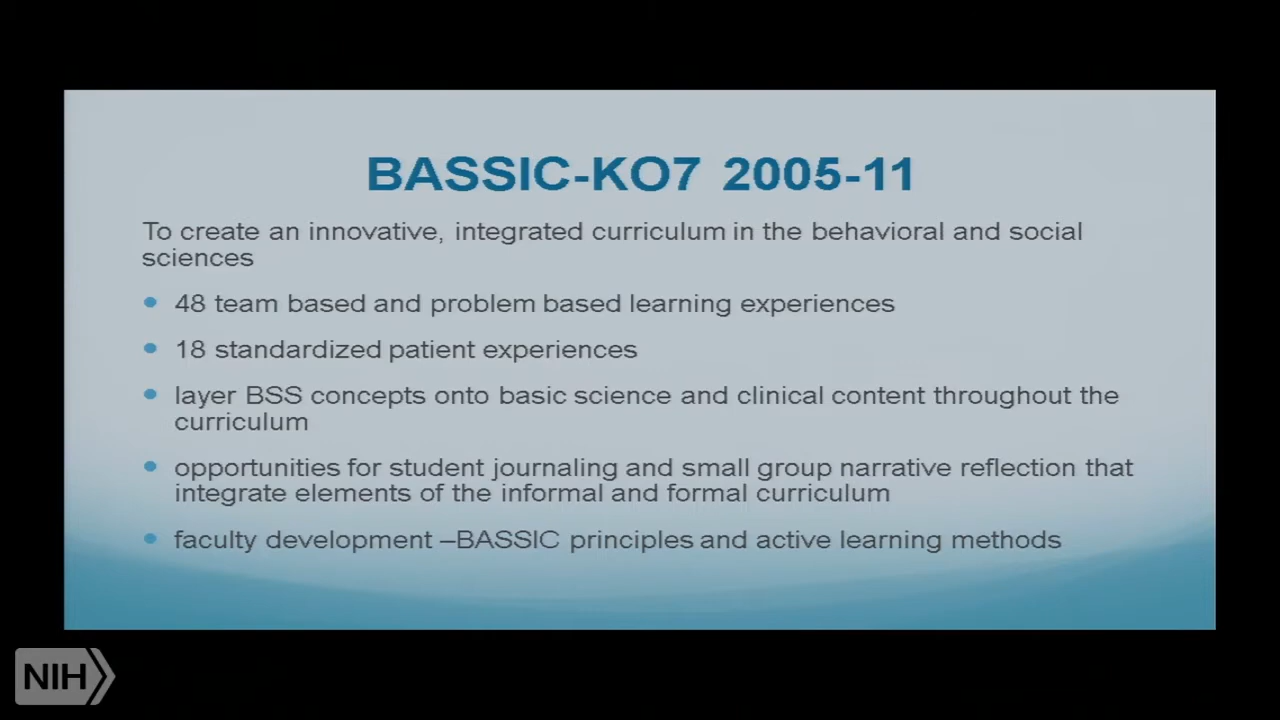 BASSIC-KO7 2005-11
To create an innovative, integrated curriculum in the behavioral and social
sciences
• 48 team based and problem based learning experiences
• 18 standardized patient experiences
• layer BSS concepts onto basic science and clinical content throughout the
curriculum
• opportunities for student journaling and small group narrative reflection that
integrate elements of the informal and formal curriculum
• faculty development –BASSIC principles and active learning methods
NIH